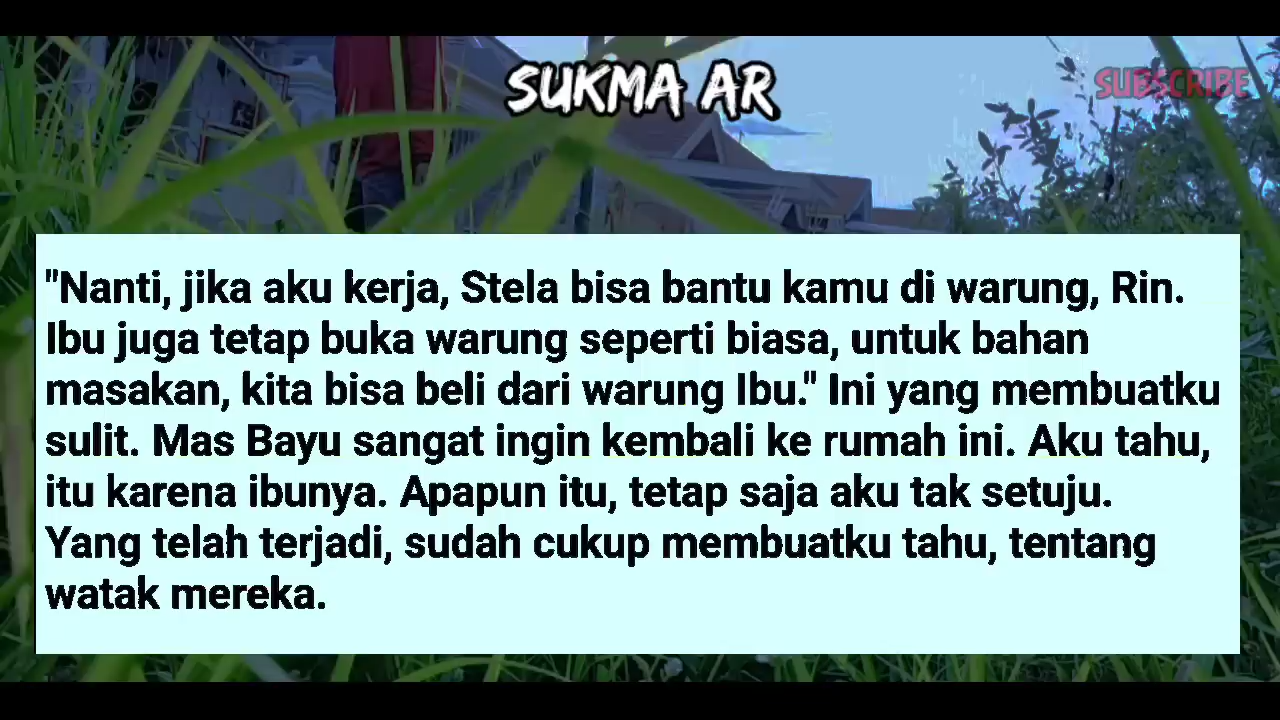 SUKMA AR
SUBSCRIBE
"Nanti, jika aku kerja, Stela bisa bantu kamu di warung, Rin.
Ibu juga tetap buka warung seperti biasa, untuk bahan
masakan, kita bisa beli dari warung Ibu." Ini yang membuatku
sulit. Mas Bayu sangat ingin kembali ke rumah ini. Aku tahu,
itu karena ibunya. Apapun itu, tetap saja aku tak setuju.
Yang telah terjadi, sudah cukup membuatku tahu, tentang
watak mereka.